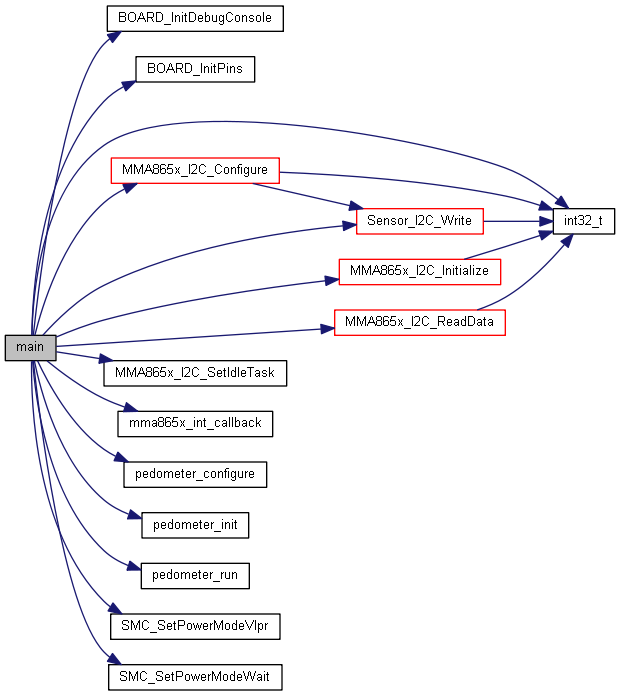 BOARD_InitDebugConsole
BOARD_InitPins
MMA865x_I2C_Configure
Sensor_I2C_Write
int32_t
MMA865x_I2C_Initialize
MMA865x_I2C_ReadData
main
MMA865x_I2C_SetIdleTask
mma865x_int_callback
pedometer_configure
pedometer_init
pedometer_run
SMC_SetPowerModeVlpr
SMC_SetPowerModeWait